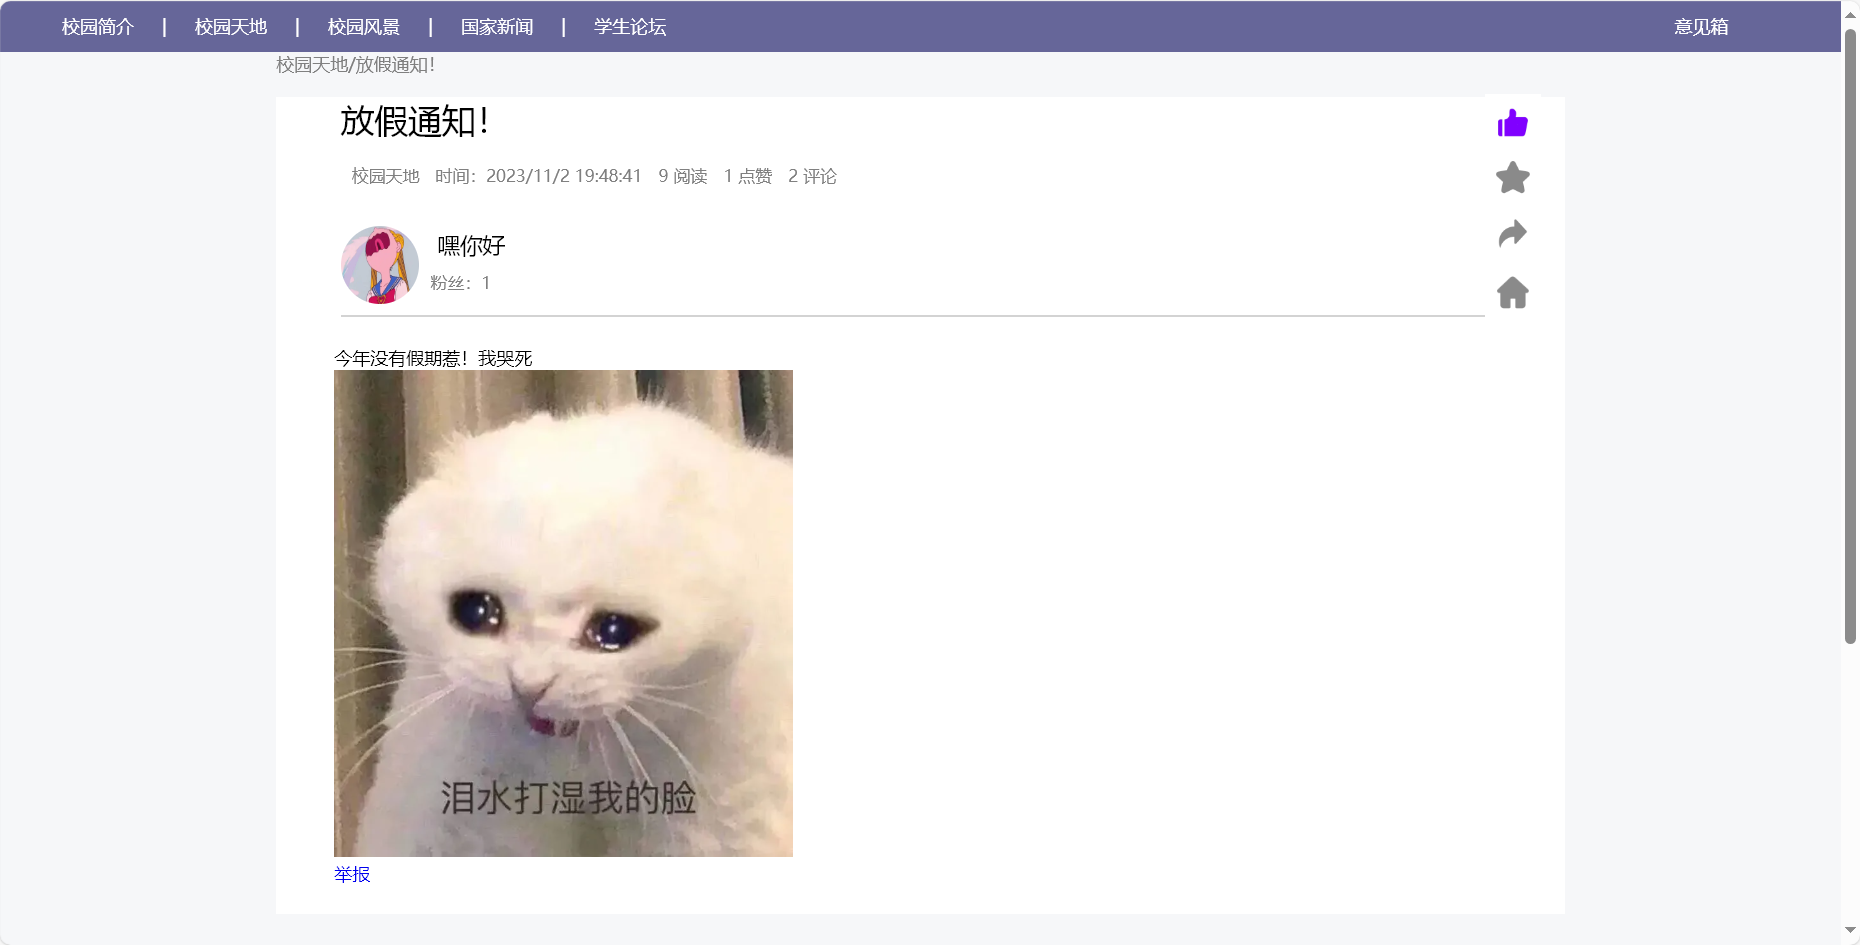 校园简介 | 校园天地 | 校园风景 | 国家新闻 | 学生论坛 意见箱
校园天地/放假通知!
放假通知!
校园天地 时间：2023/11/2 19:48:41 9 阅读 1 点赞 2 评论
嘿你好
粉丝：1
今年没有假期惹！我哭死
泪水打湿我的脸
举报